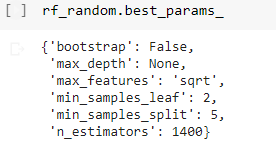 [ ] rf_random.best_params_
{'bootstrap': False,
'max_depth': None,
'max_features': 'sqrt',
'min_samples_leaf': 2,
'min_samples_split': 5,
'n_estimators': 1400}